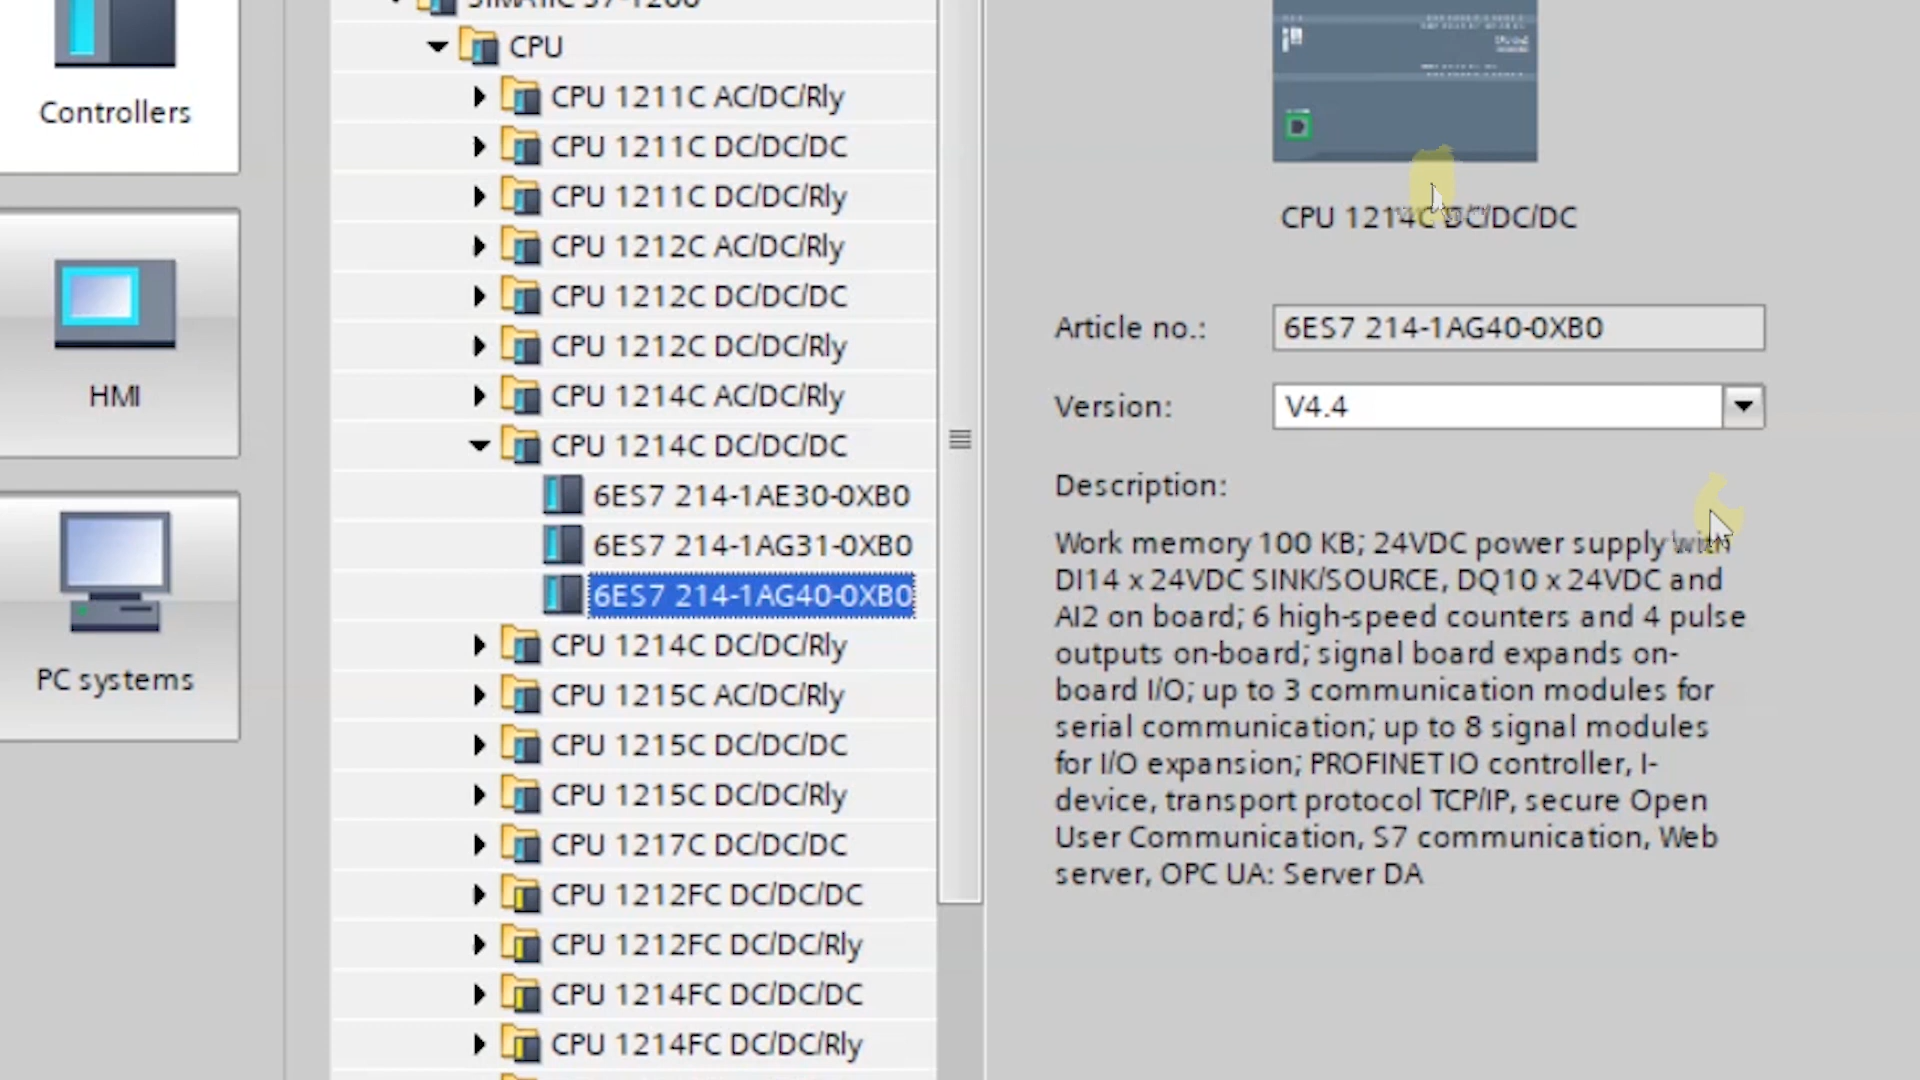 SIMATIC S7-1200
CPU
CPU 1211C AC/DC/Rly
CPU 1211C DC/DC/DC
CPU 1211C DC/DC/Rly
CPU 1212C AC/DC/Rly
CPU 1212C DC/DC/DC
CPU 1212C DC/DC/Rly
CPU 1214C AC/DC/Rly
CPU 1214C DC/DC/DC
6ES7 214-1AE30-0XB0
6ES7 214-1AG31-0XB0
6ES7 214-1AG40-0XB0
CPU 1214C DC/DC/Rly
CPU 1215C AC/DC/Rly
CPU 1215C DC/DC/DC
CPU 1215C DC/DC/Rly
CPU 1217C DC/DC/DC
CPU 1212FC DC/DC/DC
CPU 1212FC DC/DC/Rly
CPU 1214FC DC/DC/DC
CPU 1214FC DC/DC/Rly
Controllers
HMI
PC systems
CPU 1214C DC/DC/DC
Article no.: 6ES7 214-1AG40-0XB0
Version: V4.4
Description:
Work memory 100 KB; 24VDC power supply with
DI14 x 24VDC SINK/SOURCE, DQ10 x 24VDC and
AI2 on board; 6 high-speed counters and 4 pulse
outputs on-board; signal board expands on-
board I/O; up to 3 communication modules for
serial communication; up to 8 signal modules
for I/O expansion; PROFINET IO controller, I-
device, transport protocol TCP/IP, secure Open
User Communication, S7 communication, Web
server, OPC UA: Server DA